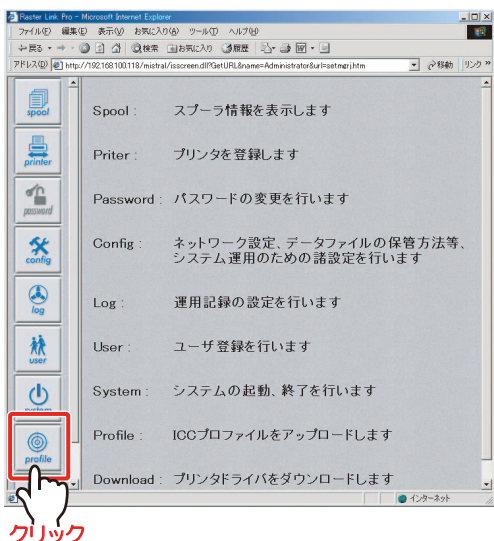 Raster Link Pro - Microsoft Internet Explorer
ファイル(F) 編集(E) 表示(V) お気に入り(A) ツール(T) ヘルプ(H)
戻る 検索 お気に入り 履歴
アドレス(D) http://192.168.100.118/mistral/isscreen.dll?GetURL&name=Administrator&url=setmgrj.htm 移動 リンク »
spool
Spool : スプーラ情報を表示します
printer
Priter : プリンタを登録します
password
Password : パスワードの変更を行います
config
Config : ネットワーク設定、データファイルの保管方法等、
システム運用のための諸設定を行います
log
Log : 運用記録の設定を行います
user
User : ユーザ登録を行います
system
System : システムの起動、終了を行います
profile
Profile : ICCプロファイルをアップロードします
Download : プリンタドライバをダウンロードします
インターネット
クリック